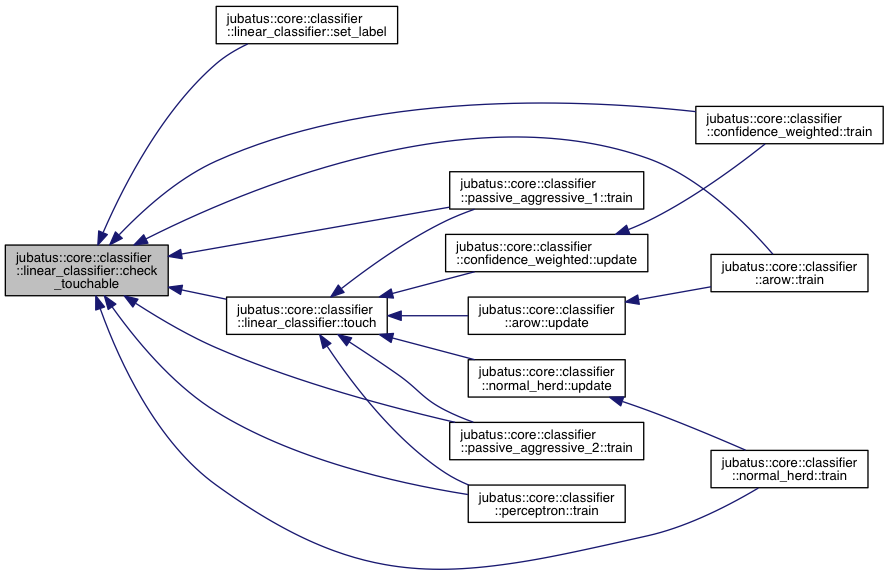 jubatus::core::classifier
::linear_classifier::set_label
jubatus::core::classifier
::confidence_weighted::train
jubatus::core::classifier
::passive_aggressive_1::train
jubatus::core::classifier
::confidence_weighted::update
jubatus::core::classifier
::linear_classifier::check
_touchable
jubatus::core::classifier
::arow::train
jubatus::core::classifier
::linear_classifier::touch
jubatus::core::classifier
::arow::update
jubatus::core::classifier
::normal_herd::update
jubatus::core::classifier
::passive_aggressive_2::train
jubatus::core::classifier
::normal_herd::train
jubatus::core::classifier
::perceptron::train